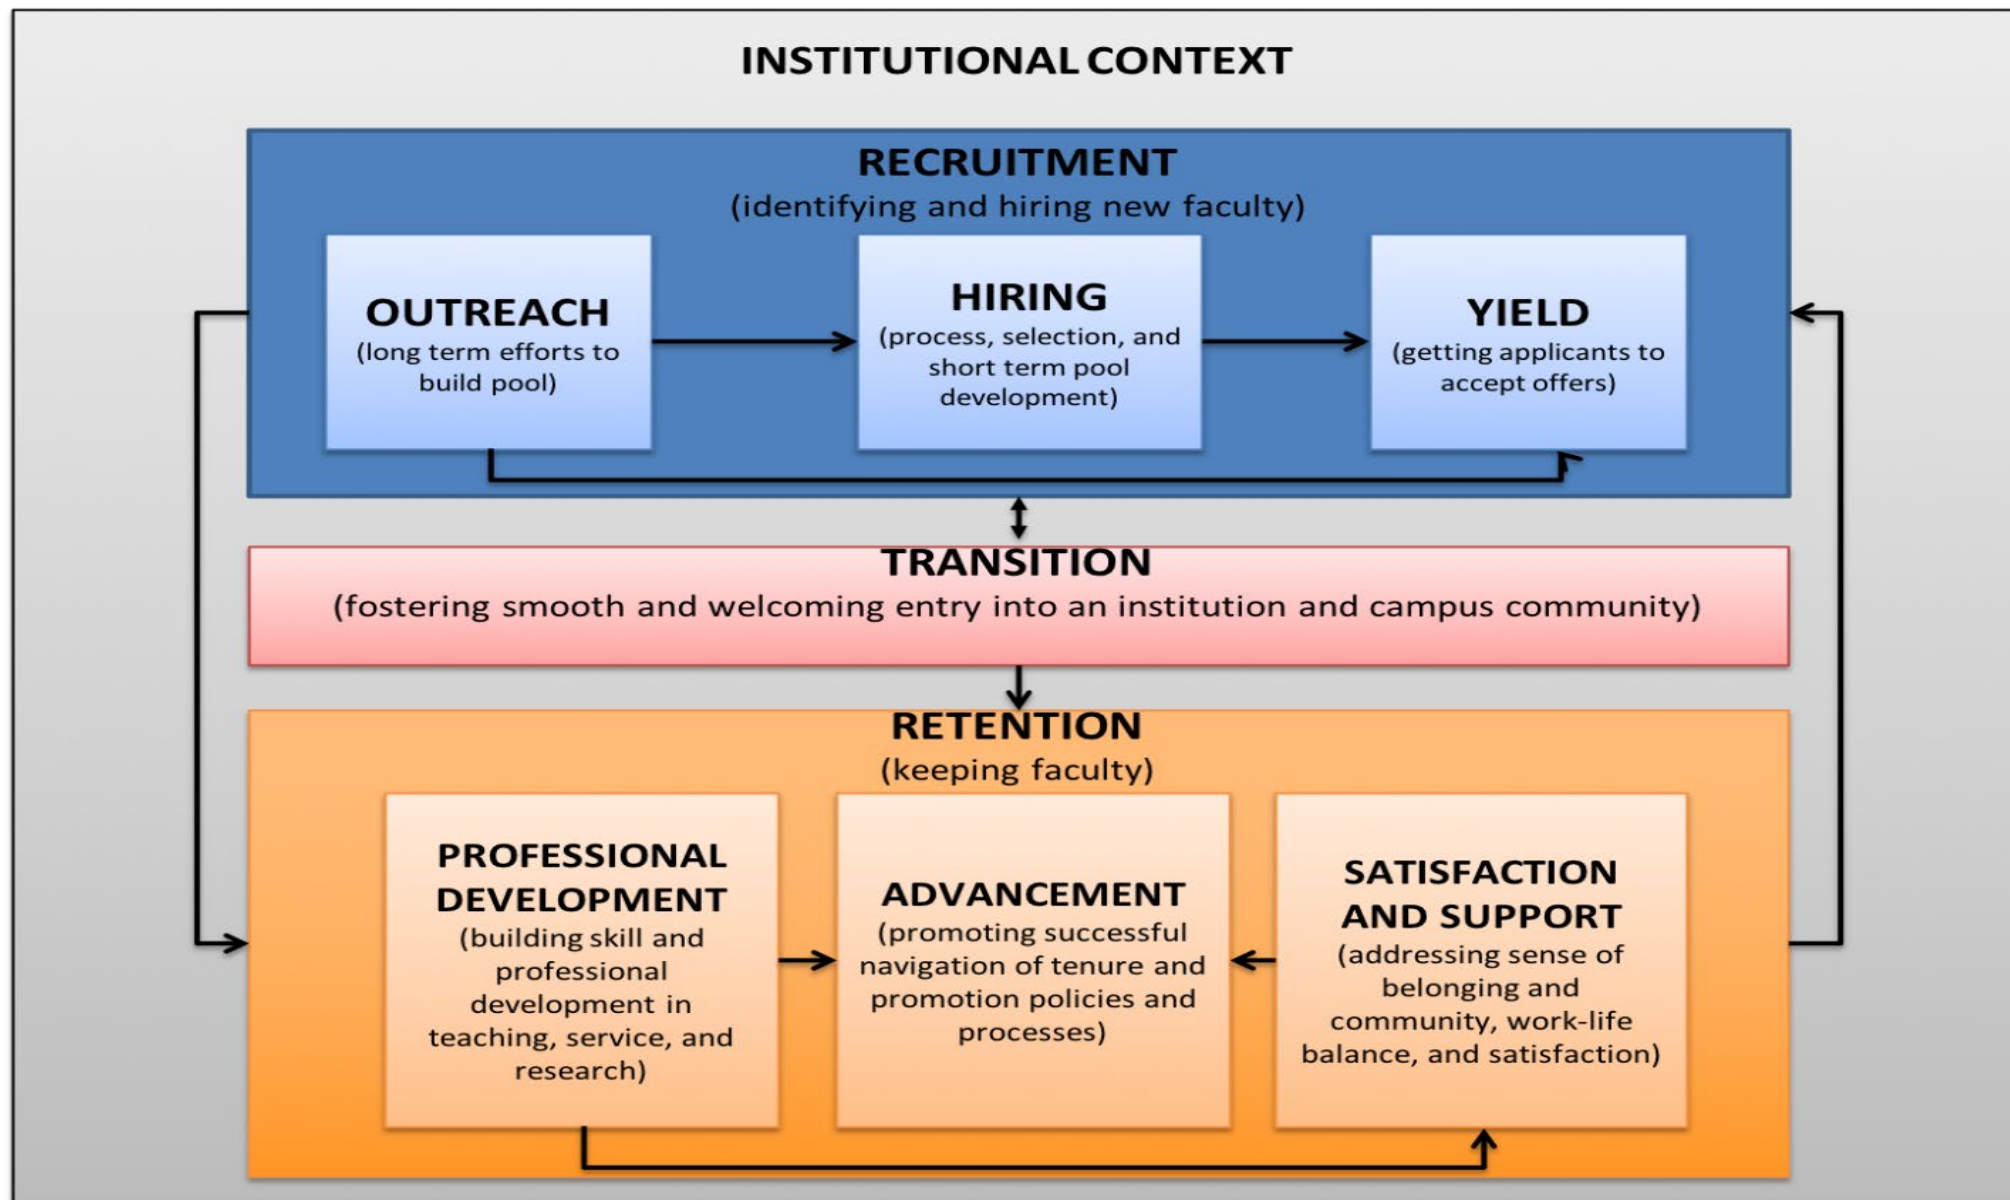 INSTITUTIONAL CONTEXT
RECRUITMENT
(identifying and hiring new faculty)
OUTREACH
(long term efforts to
build pool)
HIRING
(process, selection, and
short term pool
development)
YIELD
(getting applicants to
accept offers)
TRANSITION
(fostering smooth and welcoming entry into an institution and campus community)
RETENTION
(keeping faculty)
PROFESSIONAL
DEVELOPMENT
(building skill and
professional
development in
teaching, service, and
research)
ADVANCEMENT
(promoting successful
navigation of tenure and
promotion policies and
processes)
SATISFACTION
AND SUPPORT
(addressing sense of
belonging and
community, work-life
balance, and satisfaction)